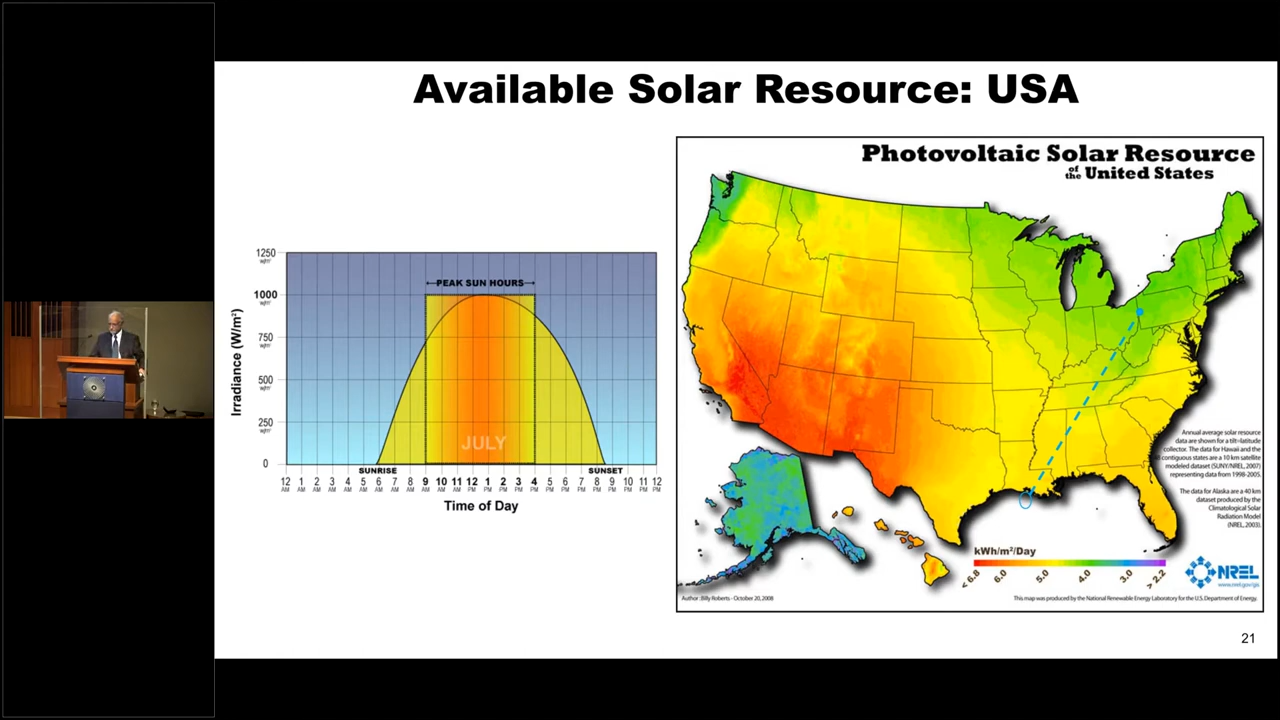 Available Solar Resource: USA
Photovoltaic Solar Resource
of the United States
1250
W/m²
PEAK SUN HOURS
1000
W/m²
750
W/m²
500
W/m²
250
W/m²
0
Irradiance (W/m²)
JULY
SUNRISE
SUNSET
12 1 2 3 4 5 6 7 8 9 10 11 12 1 2 3 4 5 6 7 8 9 10 11 12
AM AM AM AM AM AM AM AM AM AM AM AM PM PM PM PM PM PM PM PM PM PM PM PM PM
Time of Day
Annual average solar resource
data are shown for a tilt=latitude
collector. The data for Hawaii and the
contiguous states are a 10 km satellite
modeled dataset (SUNY/NREL, 2007)
representing data from 1998-2005.
The data for Alaska are a 40 km
dataset produced by the
Climatological Solar
Radiation Model
(NREL, 2003).
kWh/m²/Day
< 6.8 6.0 5.0 4.0 3.0 > 2.2
NREL
www.nrel.gov/gis
Author : Billy Roberts - October 20, 2008
This map was produced by the National Renewable Energy Laboratory for the U.S. Department of Energy.
21